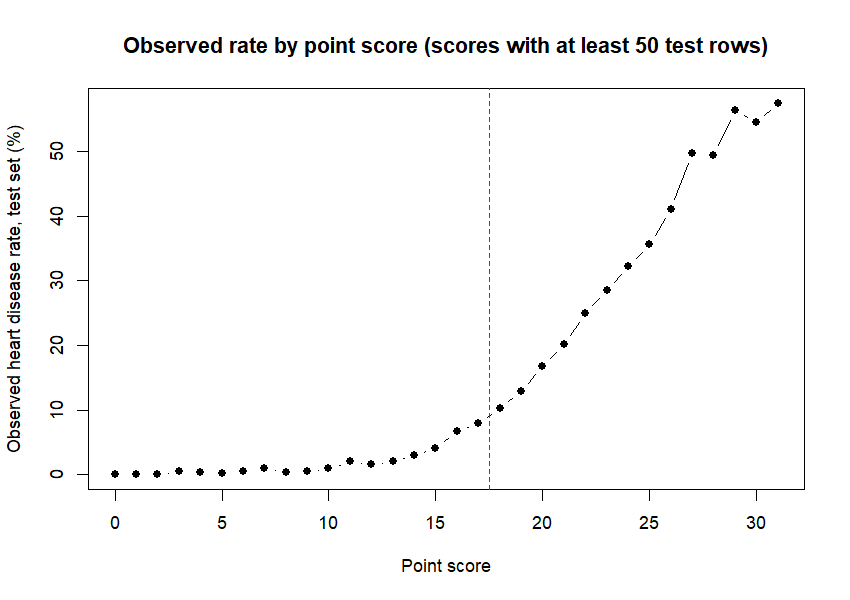 Observed rate by point score (scores with at least 50 test rows)
Observed heart disease rate, test set (%)
50
40
30
20
10
0
0 5 10 15 20 25 30
Point score